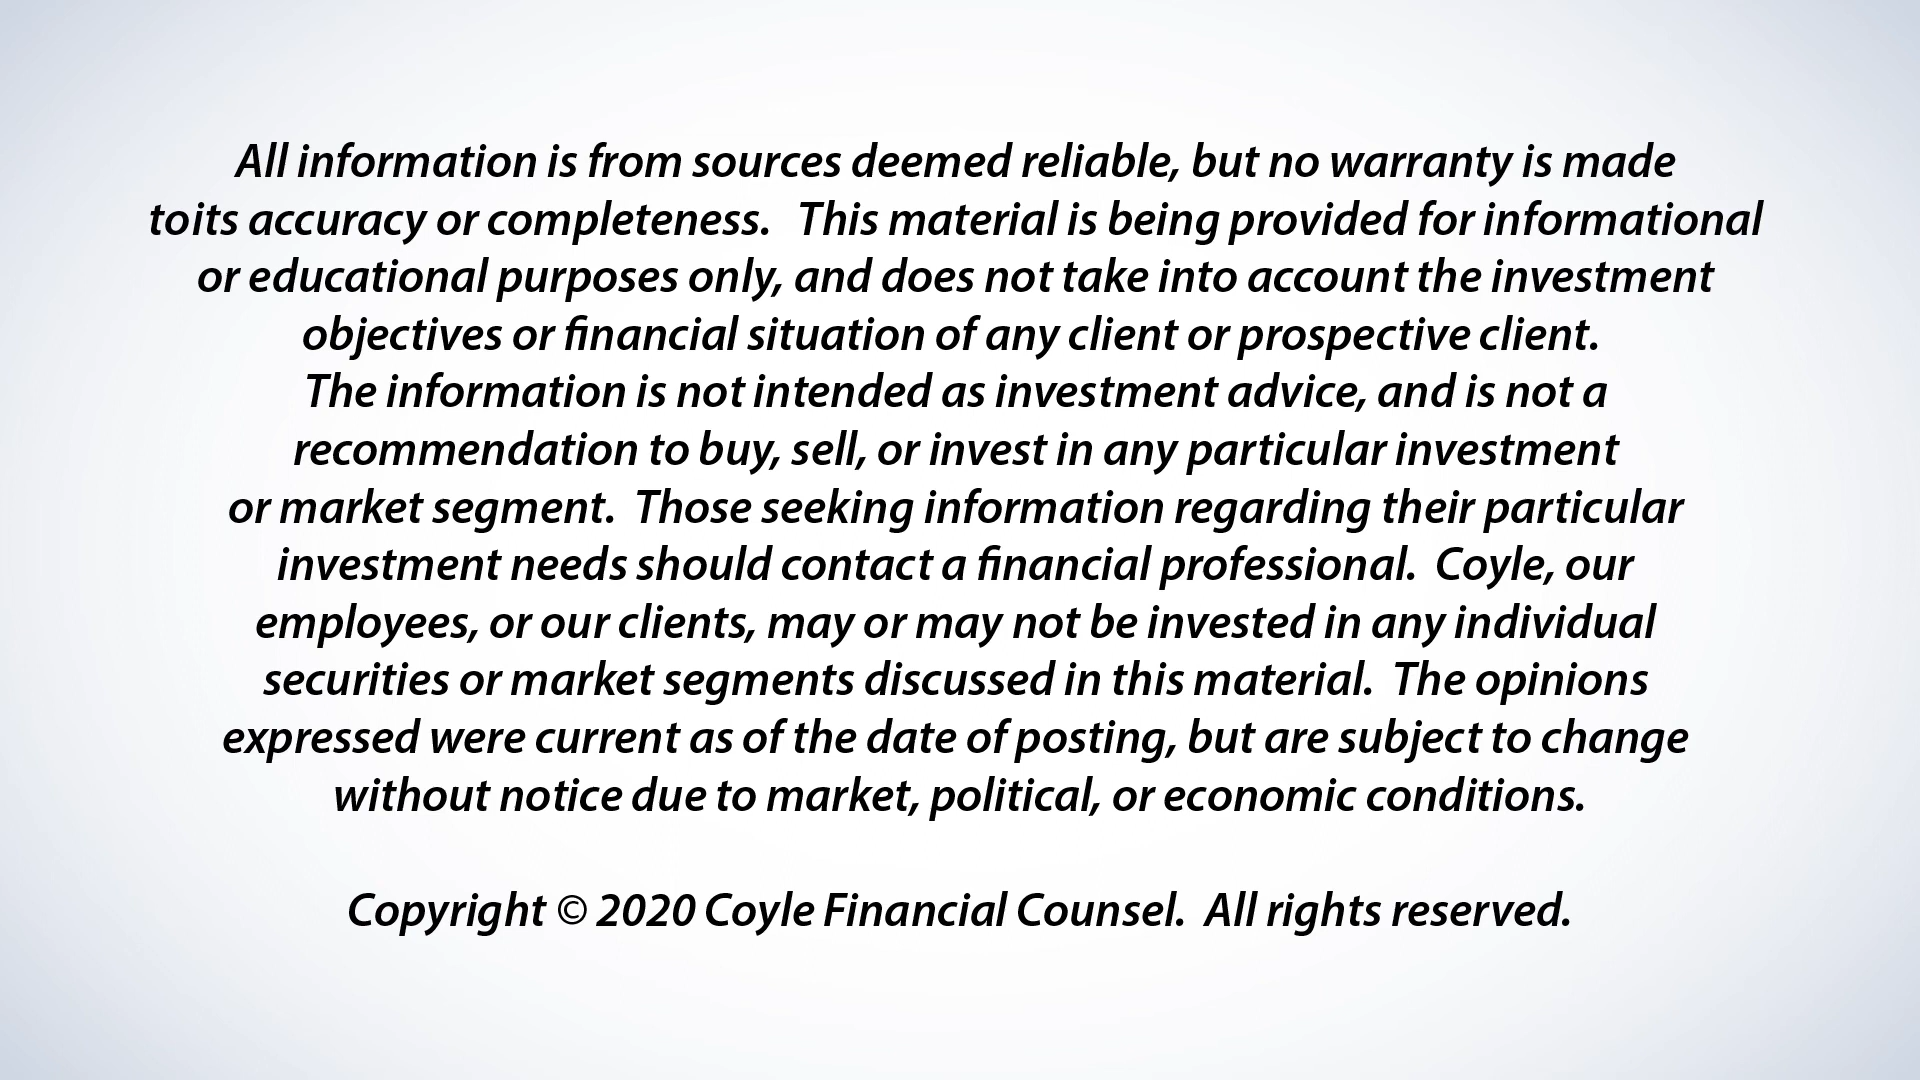 All information is from sources deemed reliable, but no warranty is made
toits accuracy or completeness.   This material is being provided for informational
or educational purposes only, and does not take into account the investment
objectives or financial situation of any client or prospective client.
The information is not intended as investment advice, and is not a
recommendation to buy, sell, or invest in any particular investment
or market segment.  Those seeking information regarding their particular
investment needs should contact a financial professional.  Coyle, our
employees, or our clients, may or may not be invested in any individual
securities or market segments discussed in this material.  The opinions
expressed were current as of the date of posting, but are subject to change
without notice due to market, political, or economic conditions.
Copyright © 2020 Coyle Financial Counsel.  All rights reserved.